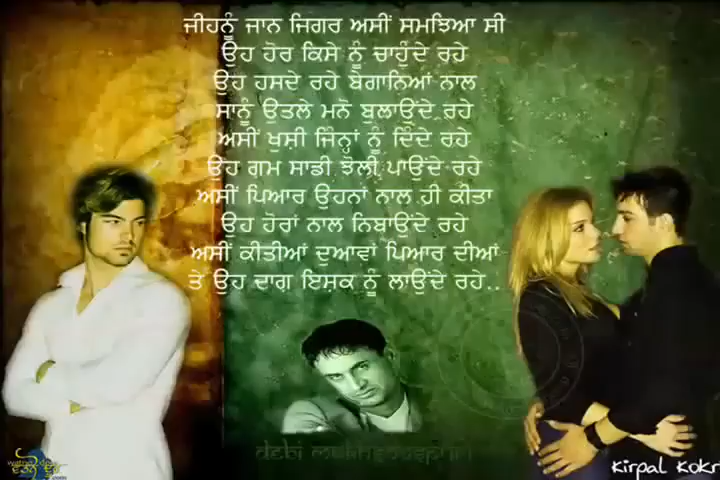 ਜੀਹਨੂੰ ਜਾਨ ਜਿਗਰ ਅਸੀਂ ਸਮਝਿਆ ਸੀ
ਉਹ ਹੋਰ ਕਿਸੇ ਨੂੰ ਚਾਹੁੰਦੇ ਰਹੇ
ਉਹ ਹਸਦੇ ਰਹੇ ਬੇਗਾਨਿਆਂ ਨਾਲ
ਸਾਨੂੰ ਉਤਲੇ ਮਨੋ ਬੁਲਾਉਂਦੇ ਰਹੇ
ਅਸੀਂ ਖੁਸ਼ੀ ਜਿੰਨ੍ਹਾਂ ਨੂੰ ਦਿੰਦੇ ਰਹੇ
ਉਹ ਗਮ ਸਾਡੀ ਝੋਲੀ ਪਾਉਂਦੇ ਰਹੇ
ਅਸੀਂ ਪਿਆਰ ਉਹਨਾਂ ਨਾਲ ਹੀ ਕੀਤਾ
ਉਹ ਹੋਰਾਂ ਨਾਲ ਨਿਬਾਉਂਦੇ ਰਹੇ
ਅਸੀਂ ਕੀਤੀਆਂ ਦੁਆਵਾਂ ਪਿਆਰ ਦੀਆਂ
ਤੇ ਉਹ ਦਾਗ ਇਸ਼ਕ ਨੂੰ ਲਾਉਂਦੇ ਰਹੇ..
Kirpal Kokri